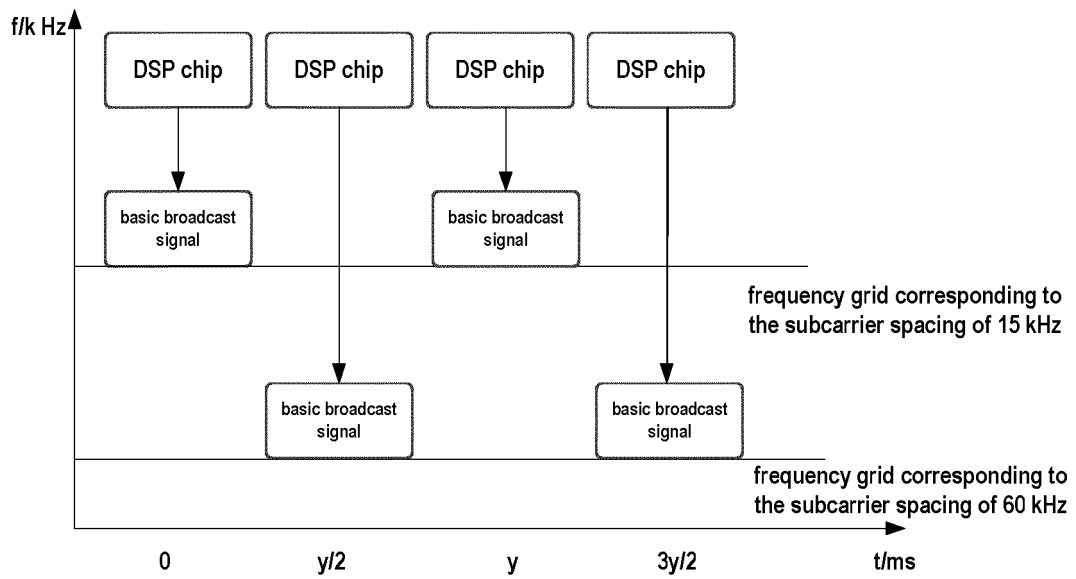 f/k Hz
DSP chip
DSP chip
DSP chip
DSP chip
basic broadcast
signal
basic broadcast
signal
frequency grid corresponding to
the subcarrier spacing of 15 kHz
basic broadcast
signal
basic broadcast
signal
frequency grid corresponding to
the subcarrier spacing of 60 kHz
0
y/2
y
3y/2
t/ms